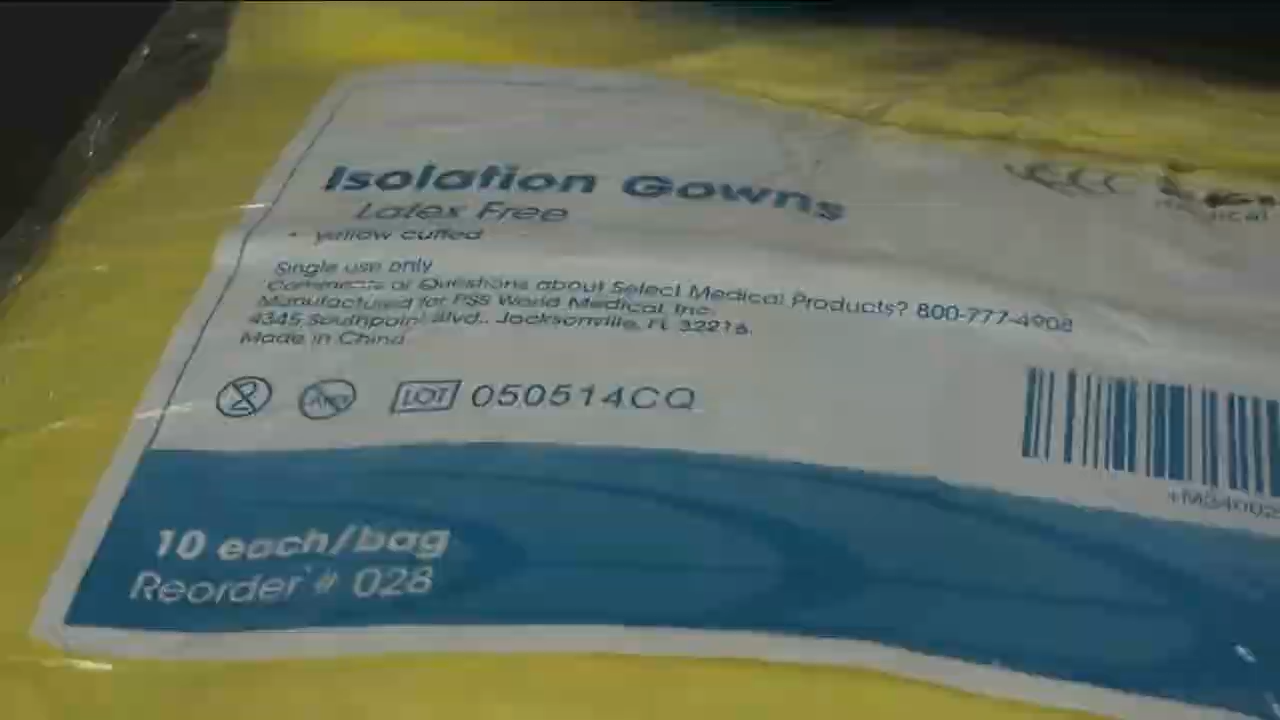 Isolation Gowns
Latex Free
• yellow cuffed
Single use only
Comments or Questions about Select Medical Products? 800-777-4908
Manufactured for PSS World Medical, Inc.
4345 Southpoint Blvd., Jacksonville, FL 32216.
Made in China
LOT 050514CQ
10 each/bag
Reorder # 028